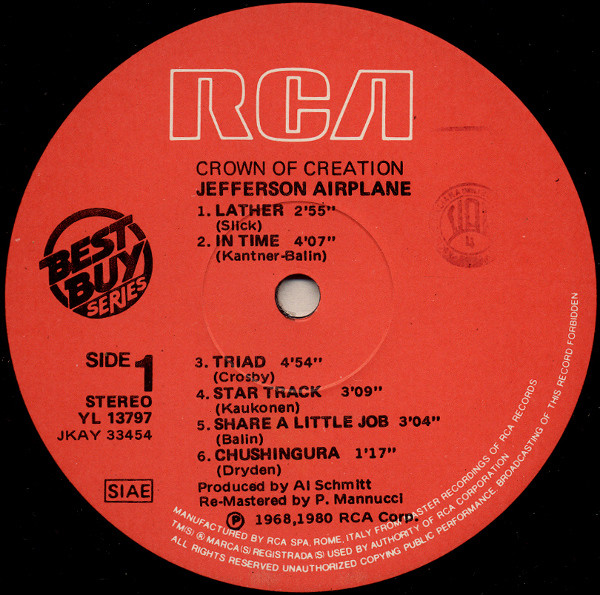 RCA
CROWN OF CREATION
JEFFERSON AIRPLANE
1. LATHER 2'55"
(Slick)
2. IN TIME 4'07"
(Kantner-Balin)
BEST
BUY
SERIES
SIDE 1
STEREO
YL 13797
JKAY 33454
3. TRIAD 4'54"
(Crosby)
4. STAR TRACK 3'09"
(Kaukonen)
5. SHARE A LITTLE JOB 3'04"
(Balin)
6. CHUSHINGURA 1'17"
(Dryden)
Produced by Al Schmitt
Re-Mastered by P. Mannucci
SIAE
Ⓟ 1968,1980 RCA Corp.
MANUFACTURED BY RCA SPA, ROME, ITALY FROM MASTER RECORDINGS OF RCA RECORDS
TM(S) ® MARCA(S) REGISTRADA(S) USED BY AUTHORITY OF RCA CORPORATION
ALL RIGHTS RESERVED UNAUTHORIZED COPYING PUBLIC PERFORMANCE BROADCASTING OF THIS RECORD FORBIDDEN